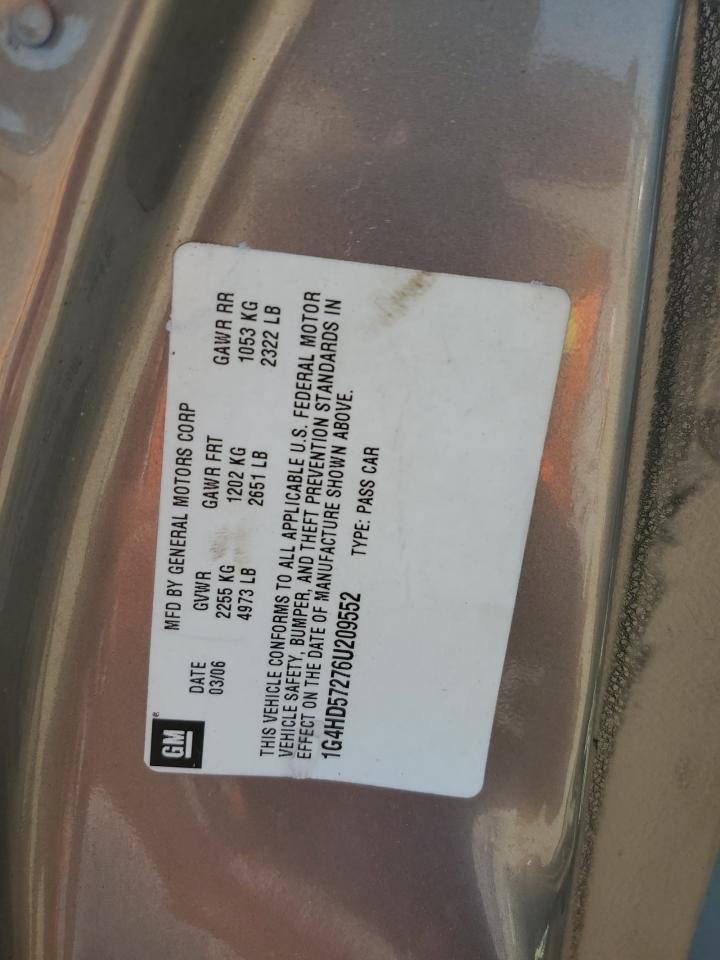 GM ®
MFD BY GENERAL MOTORS CORP
DATE GVWR GAWR FRT GAWR RR
03/06 2255 KG 1202 KG 1053 KG
4973 LB 2651 LB 2322 LB
THIS VEHICLE CONFORMS TO ALL APPLICABLE U.S. FEDERAL MOTOR
VEHICLE SAFETY, BUMPER, AND THEFT PREVENTION STANDARDS IN
EFFECT ON THE DATE OF MANUFACTURE SHOWN ABOVE.
1G4HD57276U209552 TYPE: PASS CAR